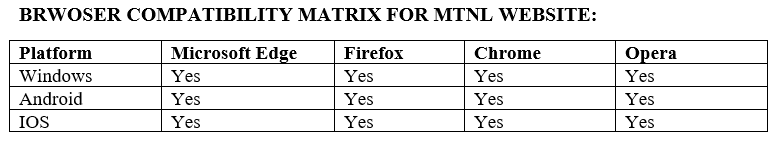 BRWOSER COMPATIBILITY MATRIX FOR MTNL WEBSITE:
Platform Microsoft Edge Firefox Chrome Opera
Windows Yes Yes Yes Yes
Android Yes Yes Yes Yes
IOS Yes Yes Yes Yes